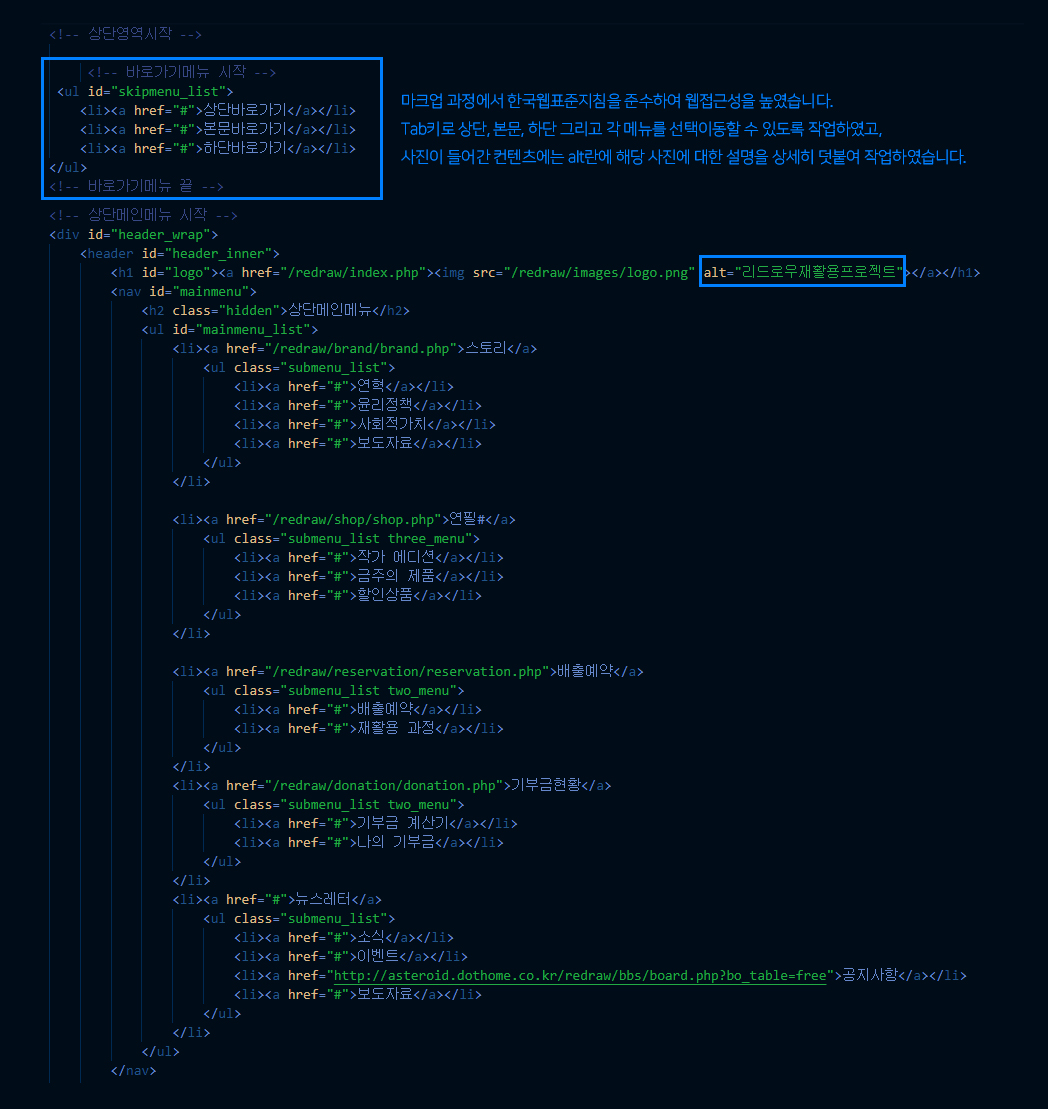 <!-- 상단영역시작 -->
<!-- 바로가기메뉴 시작 -->
<ul id="skipmenu_list">
<li><a href="#">상단바로가기</a></li>
<li><a href="#">본문바로가기</a></li>
<li><a href="#">하단바로가기</a></li>
</ul>
<!-- 바로가기메뉴 끝 -->
마크업 과정에서 한국웹표준지침을 준수하여 웹접근성을 높였습니다.
Tab키로 상단, 본문, 하단 그리고 각 메뉴를 선택이동할 수 있도록 작업하였고,
사진이 들어간 컨텐츠에는 alt란에 해당 사진에 대한 설명을 상세히 덧붙여 작업하였습니다.
<!-- 상단메인메뉴 시작 -->
<div id="header_wrap">
<header id="header_inner">
<h1 id="logo"><a href="/redraw/index.php"><img src="/redraw/images/logo.png" alt="리드로우재활용프로젝트"></a></h1>
<nav id="mainmenu">
<h2 class="hidden">상단메인메뉴</h2>
<ul id="mainmenu_list">
<li><a href="/redraw/brand/brand.php">스토리</a>
<ul class="submenu_list">
<li><a href="#">연혁</a></li>
<li><a href="#">윤리정책</a></li>
<li><a href="#">사회적가치</a></li>
<li><a href="#">보도자료</a></li>
</ul>
</li>
<li><a href="/redraw/shop/shop.php">연필#</a>
<ul class="submenu_list three_menu">
<li><a href="#">작가 에디션</a></li>
<li><a href="#">금주의 제품</a></li>
<li><a href="#">할인상품</a></li>
</ul>
</li>
<li><a href="/redraw/reservation/reservation.php">배출예약</a>
<ul class="submenu_list two_menu">
<li><a href="#">배출예약</a></li>
<li><a href="#">재활용 과정</a></li>
</ul>
</li>
<li><a href="/redraw/donation/donation.php">기부금현황</a>
<ul class="submenu_list two_menu">
<li><a href="#">기부금 계산기</a></li>
<li><a href="#">나의 기부금</a></li>
</ul>
</li>
<li><a href="#">뉴스레터</a>
<ul class="submenu_list">
<li><a href="#">소식</a></li>
<li><a href="#">이벤트</a></li>
<li><a href="http://asteroid.dothome.co.kr/redraw/bbs/board.php?bo_table=free">공지사항</a></li>
<li><a href="#">보도자료</a></li>
</ul>
</li>
</ul>
</nav>